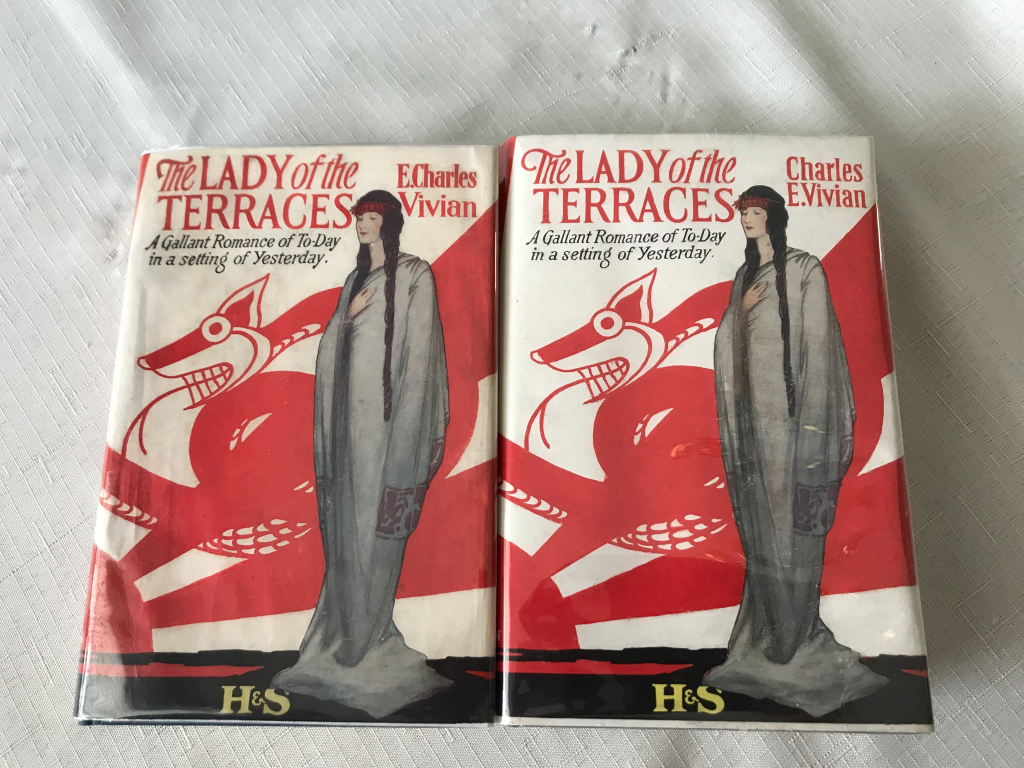 The LADY of the
TERRACES
E.Charles
Vivian
A Gallant Romance of To-Day
in a setting of Yesterday.
H&S
The LADY of the
TERRACES
Charles
E.Vivian
A Gallant Romance of To-Day
in a setting of Yesterday.
H&S